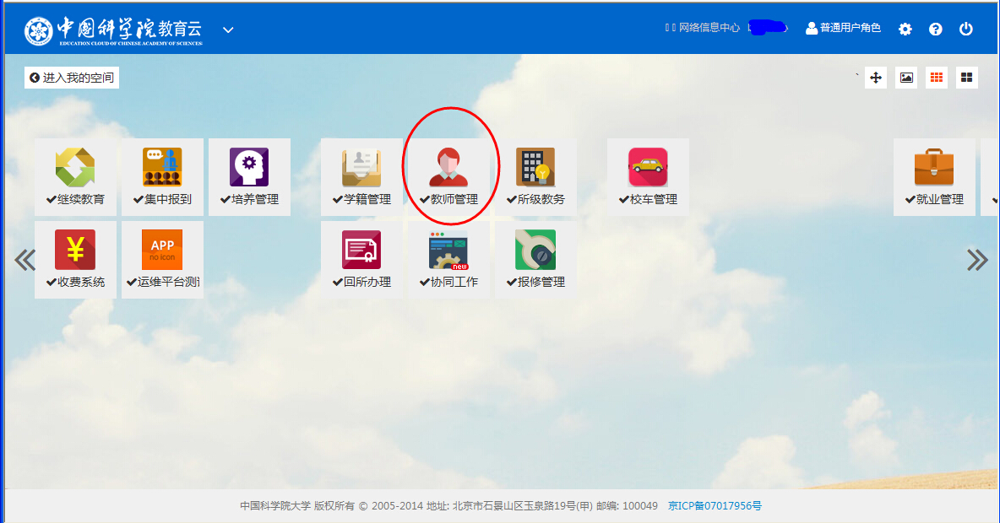 中国科学院教育云
EDUCATION CLOUD OF CHINESE ACADEMY OF SCIENCES
网络信息中心
普通用户角色
进入我的空间
继续教育
集中报到
培养管理
学籍管理
教师管理
所级教务
校车管理
就业管理
¥
APP
no icon
new
收费系统
运维平台测试
回所办理
协同工作
报修管理
中国科学院大学 版权所有 © 2005-2014 地址: 北京市石景山区玉泉路19号(甲) 邮编: 100049 京ICP备07017956号